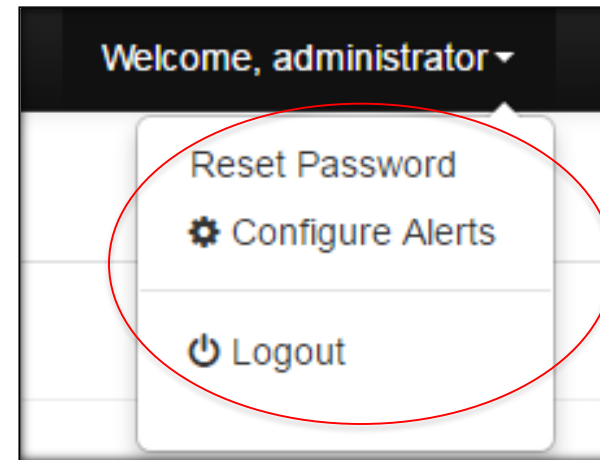 Welcome, administrator
Reset Password
Configure Alerts
Logout